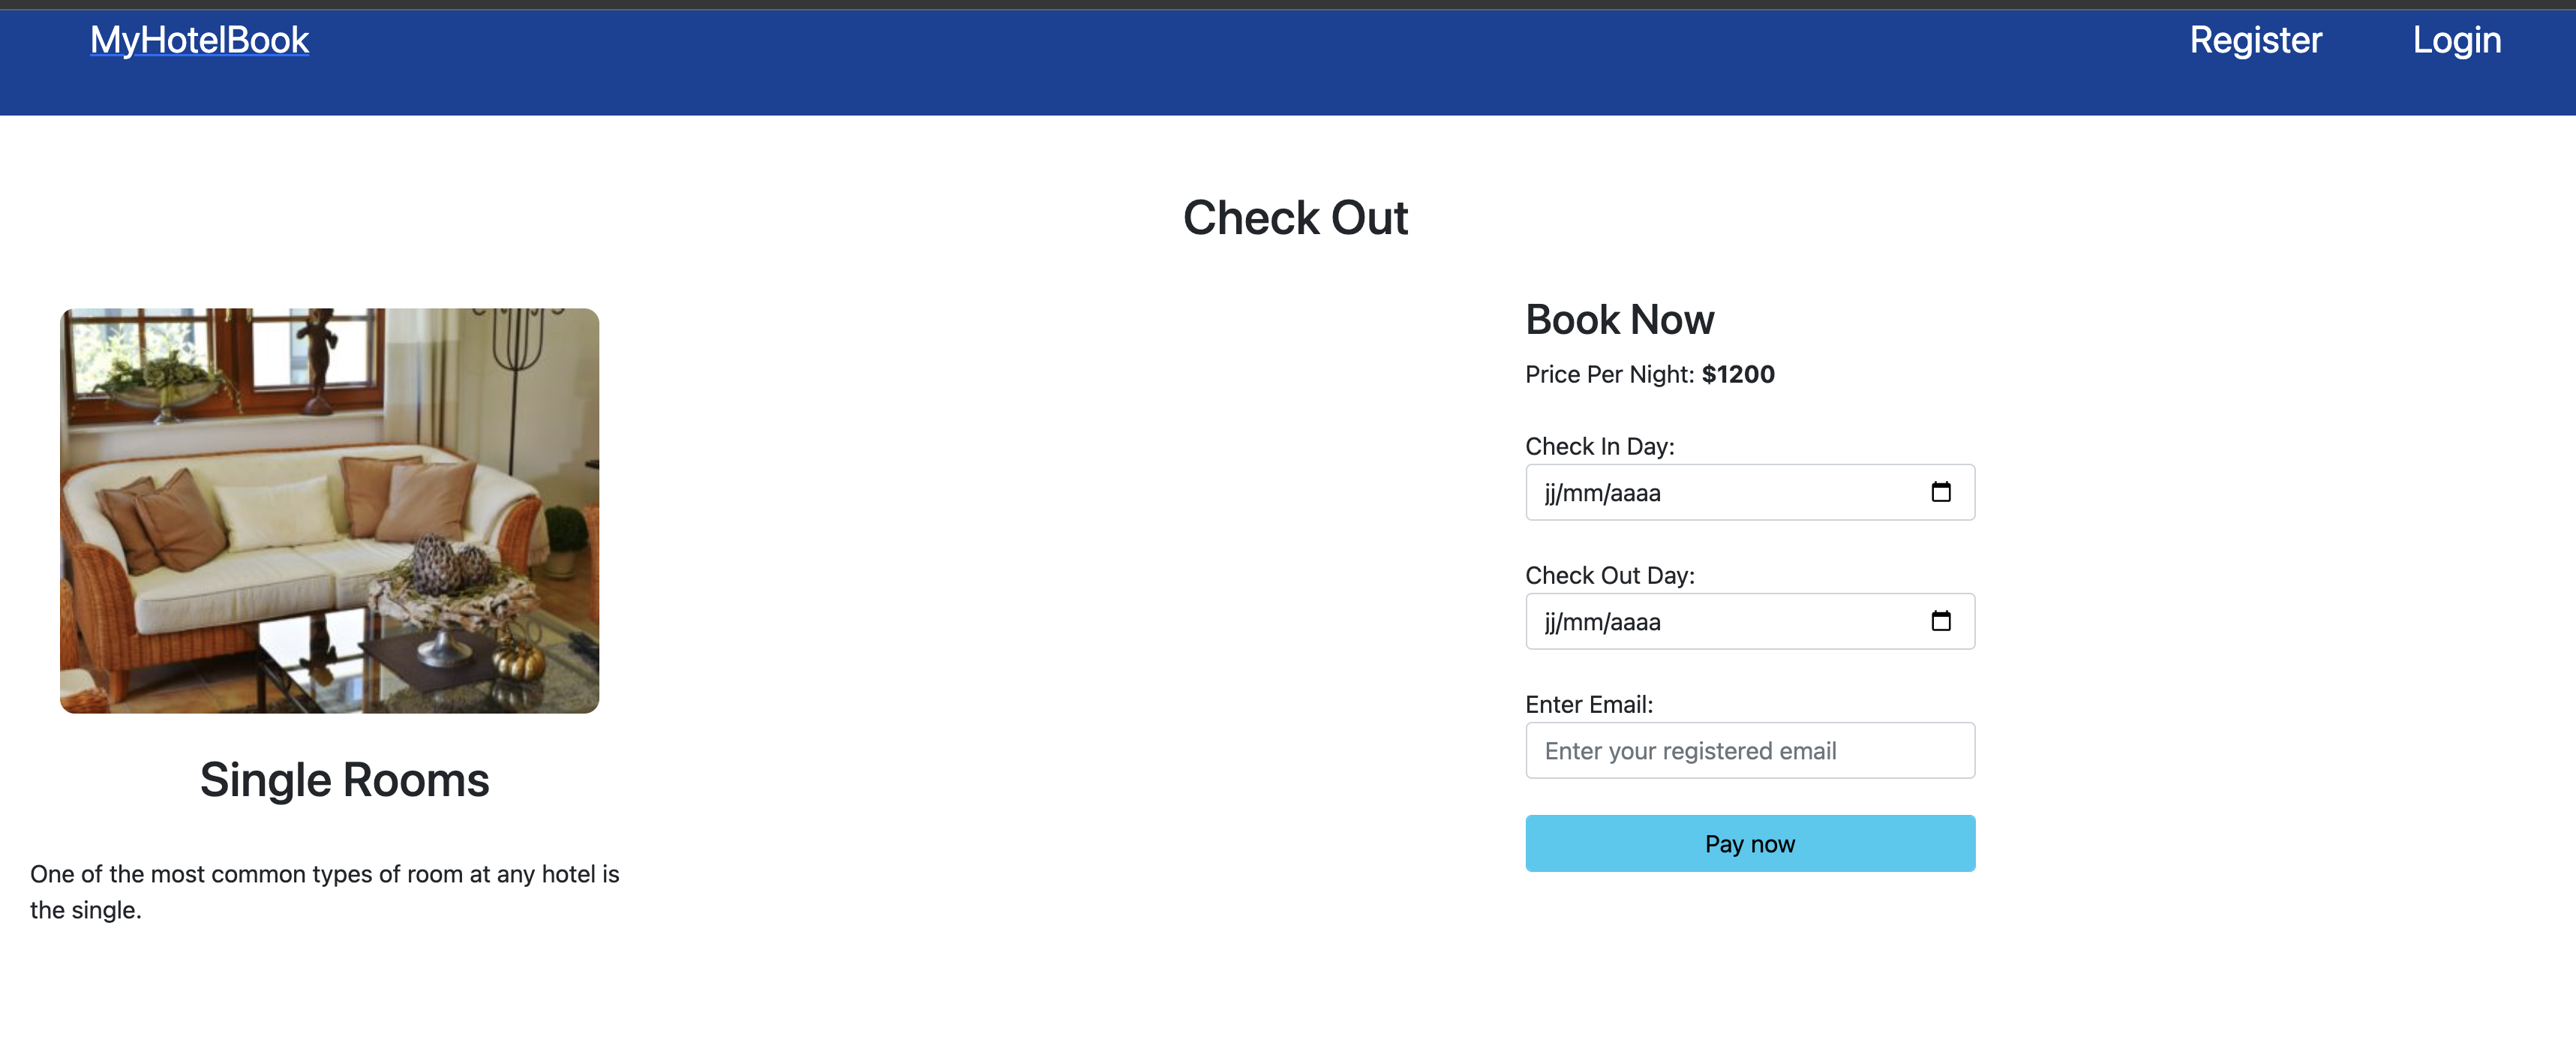 MyHotelBook
Register
Login
Check Out
Single Rooms
One of the most common types of room at any hotel is
the single.
Book Now
Price Per Night: $1200
Check In Day:
jj/mm/aaaa
Check Out Day:
jj/mm/aaaa
Enter Email:
Enter your registered email
Pay now